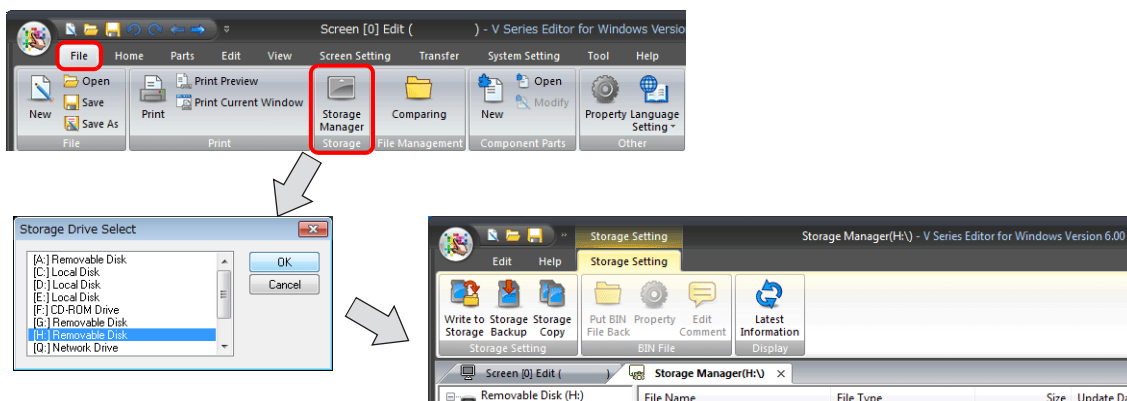 Screen [0] Edit ( ) - V Series Editor for Windows Versio
File Home Parts Edit View Screen Setting Transfer System Setting Tool Help
New
Open
Save
Save As
Print
Print Preview
Print Current Window
Storage
Manager
Comparing
New
Open
Modify
Property
Language
Setting
File Print Storage File Management Component Parts Other
Storage Drive Select
[A:] Removable Disk
[C:] Local Disk
[D:] Local Disk
[E:] Local Disk
[F:] CD-ROM Drive
[G:] Removable Disk
[H:] Removable Disk
[Q:] Network Drive
OK
Cancel
Storage Setting Storage Manager(H:\) - V Series Editor for Windows Version 6.00
Edit Help Storage Setting
Write to
Storage
Storage
Backup
Storage
Copy
Put BIN
File Back
Property
Edit
Comment
Latest
Information
Storage Setting BIN File Display
Screen [0] Edit ( ) Storage Manager(H:\) ×
Removable Disk (H:)
File Name File Type Size Update Da